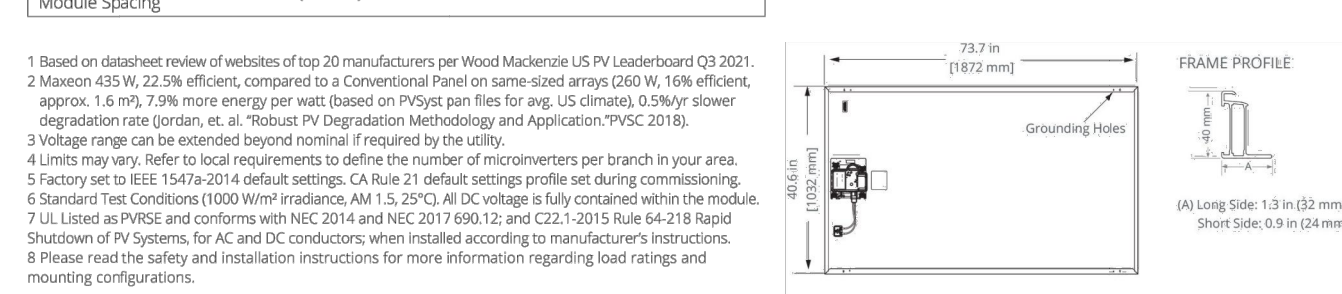 Module Spacing
1 Based on datasheet review of websites of top 20 manufacturers per Wood Mackenzie US PV Leaderboard Q3 2021.
2 Maxeon 435 W, 22.5% efficient, compared to a Conventional Panel on same-sized arrays (260 W, 16% efficient,
approx. 1.6 m²), 7.9% more energy per watt (based on PVSyst pan files for avg. US climate), 0.5%/yr slower
degradation rate (Jordan, et. al. “Robust PV Degradation Methodology and Application.”PVSC 2018).
3 Voltage range can be extended beyond nominal if required by the utility.
4 Limits may vary. Refer to local requirements to define the number of microinverters per branch in your area.
5 Factory set to IEEE 1547a-2014 default settings. CA Rule 21 default settings profile set during commissioning.
6 Standard Test Conditions (1000 W/m² irradiance, AM 1.5, 25°C). All DC voltage is fully contained within the module.
7 UL Listed as PVRSE and conforms with NEC 2014 and NEC 2017 690.12; and C22.1-2015 Rule 64-218 Rapid
Shutdown of PV Systems, for AC and DC conductors; when installed according to manufacturer’s instructions.
8 Please read the safety and installation instructions for more information regarding load ratings and
mounting configurations.
73.7 in
[1872 mm]
40.6 in
[1032 mm]
Grounding Holes
FRAME PROFILE
40 mm
A
(A) Long Side: 1.3 in (32 mm
Short Side: 0.9 in (24 mm